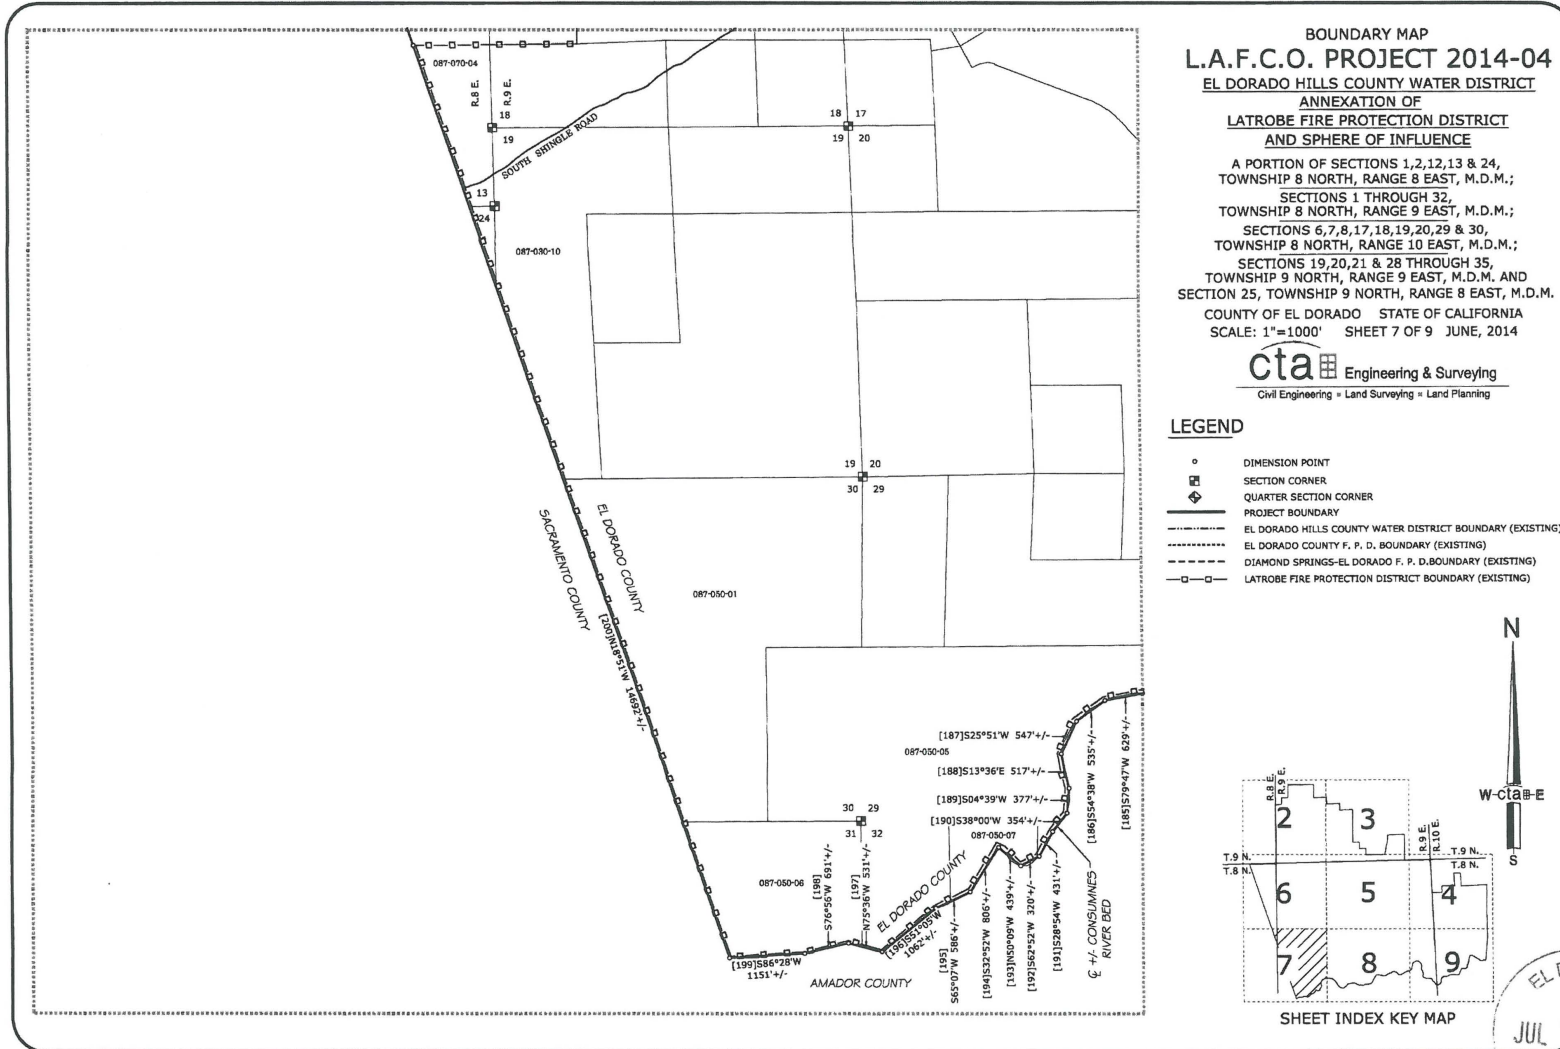 BOUNDARY MAP
L.A.F.C.O. PROJECT 2014-04
EL DORADO HILLS COUNTY WATER DISTRICT
ANNEXATION OF
LATROBE FIRE PROTECTION DISTRICT
AND SPHERE OF INFLUENCE
A PORTION OF SECTIONS 1,2,12,13 & 24,
TOWNSHIP 8 NORTH, RANGE 8 EAST, M.D.M.;
SECTIONS 1 THROUGH 32,
TOWNSHIP 8 NORTH, RANGE 9 EAST, M.D.M.;
SECTIONS 6,7,8,17,18,19,20,29 & 30,
TOWNSHIP 8 NORTH, RANGE 10 EAST, M.D.M.;
SECTIONS 19,20,21 & 28 THROUGH 35,
TOWNSHIP 9 NORTH, RANGE 9 EAST, M.D.M. AND
SECTION 25, TOWNSHIP 9 NORTH, RANGE 8 EAST, M.D.M.
COUNTY OF EL DORADO STATE OF CALIFORNIA
SCALE: 1"=1000' SHEET 7 OF 9 JUNE, 2014
cta Engineering & Surveying
Civil Engineering ▪ Land Surveying ▪ Land Planning
LEGEND
DIMENSION POINT
SECTION CORNER
QUARTER SECTION CORNER
PROJECT BOUNDARY
EL DORADO HILLS COUNTY WATER DISTRICT BOUNDARY (EXISTING)
EL DORADO COUNTY F. P. D. BOUNDARY (EXISTING)
DIAMOND SPRINGS-EL DORADO F. P. D.BOUNDARY (EXISTING)
LATROBE FIRE PROTECTION DISTRICT BOUNDARY (EXISTING)
N
W-cta-E
S
R.8 E.
R.9 E.
2
3
R.9 E.
R.10 E.
T.9 N.
T.8 N.
T.9 N.
T.8 N.
6
5
4
7
8
9
SHEET INDEX KEY MAP
EL D
JUL
087-070-04
R.8 E.
R.9 E.
18
19
SOUTH SHINGLE ROAD
18 17
19 20
13
24
087-030-10
19 20
30 29
SACRAMENTO COUNTY
EL DORADO COUNTY
087-050-01
[200]N18°51'W 14692'+/-
[187]S25°51'W 547'+/-
087-050-05
[188]S13°36'E 517'+/-
[189]S04°39'W 377'+/-
[190]S38°00'W 354'+/-
087-050-07
[186]S54°38'W 535'+/-
[185]S79°47'W 629'+/-
30 29
31 32
087-050-06
[198]
S76°56'W 691'+/-
[197]
N75°36'W 531'+/-
EL DORADO COUNTY
[196]S51°05'W
1062'+/-
[195]
S65°07'W 586'+/-
[194]S32°52'W 806'+/-
[193]N50°09'W 439'+/-
[192]S62°52'W 320'+/-
[191]S28°54'W 431'+/-
℄ +/- CONSUMNES
RIVER BED
[199]S86°28'W
1151'+/-
AMADOR COUNTY